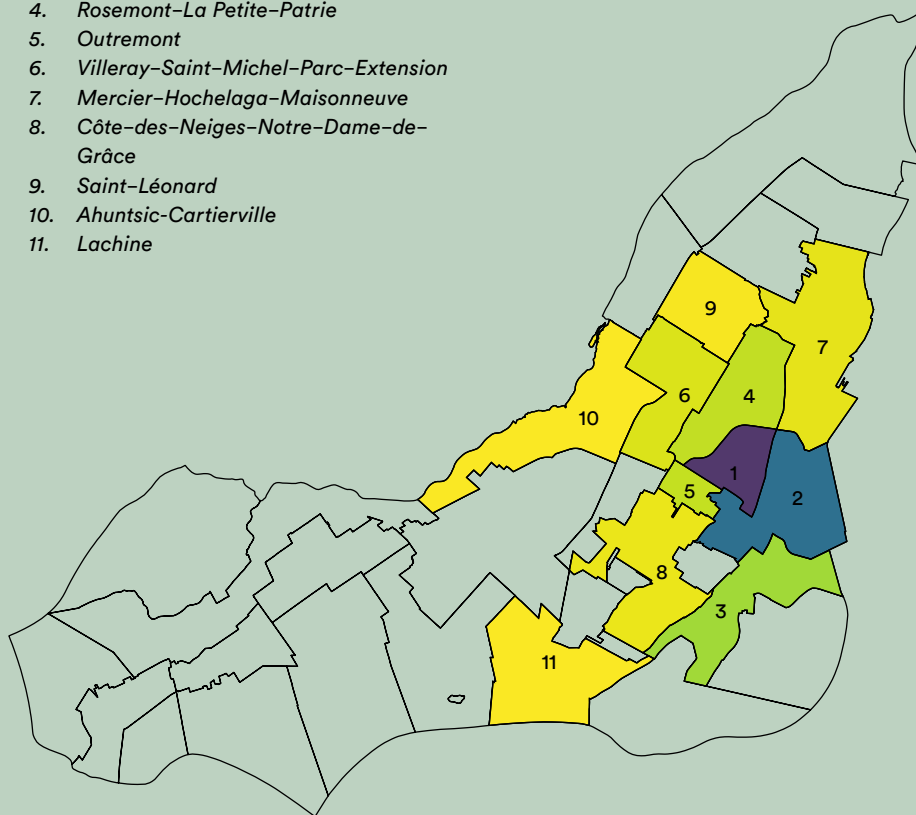 4. Rosemont–La Petite–Patrie
5. Outremont
6. Villeray–Saint–Michel–Parc–Extension
7. Mercier–Hochelaga–Maisonneuve
8. Côte–des–Neiges–Notre–Dame–de–
Grâce
9. Saint–Léonard
10. Ahuntsic-Cartierville
11. Lachine
9
7
6
4
10
1
5
2
8
3
11